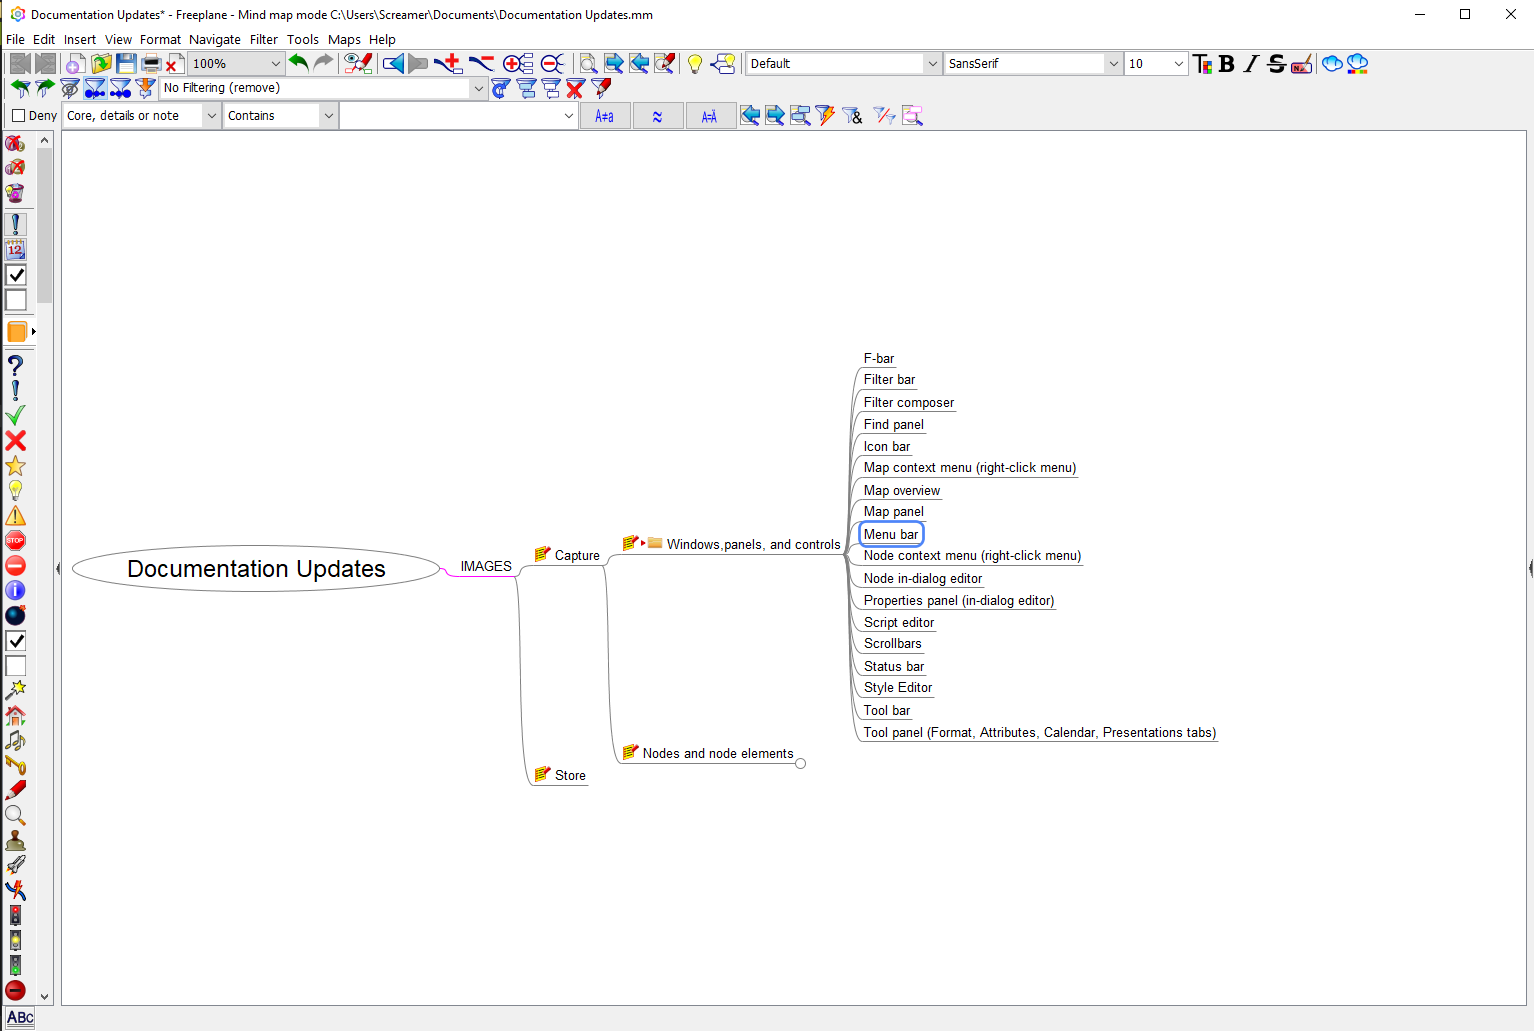 Documentation Updates* - Freeplane - Mind map mode C:\Users\Screamer\Documents\Documentation Updates.mm
File Edit Insert View Format Navigate Filter Tools Maps Help
100% Default SansSerif 10 B I S
No Filtering (remove)
Deny Core, details or note Contains A≠a ≈ A=Ä &
12
F-bar
Filter bar
Filter composer
Find panel
Icon bar
Map context menu (right-click menu)
Map overview
Map panel
Menu bar
Windows,panels, and controls
Capture
Node context menu (right-click menu)
IMAGES
Documentation Updates
Node in-dialog editor
Properties panel (in-dialog editor)
Script editor
Scrollbars
Status bar
Style Editor
Tool bar
Tool panel (Format, Attributes, Calendar, Presentations tabs)
Nodes and node elements
Store
STOP
ABC